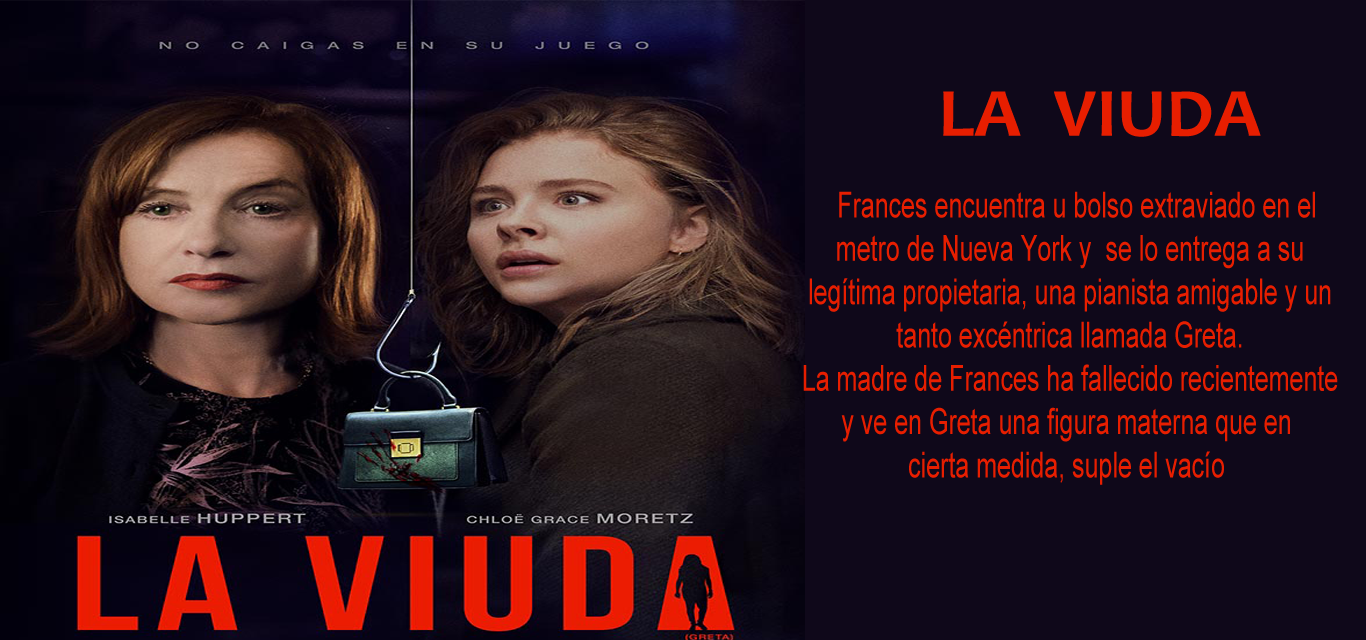 NO CAIGAS EN SU JUEGO
ISABELLE HUPPERT
CHLOË GRACE MORETZ
LA VIUDA
(GRETA)
LA VIUDA
Frances encuentra u bolso extraviado en el
metro de Nueva York y se lo entrega a su
legítima propietaria, una pianista amigable y un
tanto excéntrica llamada Greta.
La madre de Frances ha fallecido recientemente
y ve en Greta una figura materna que en
cierta medida, suple el vacío